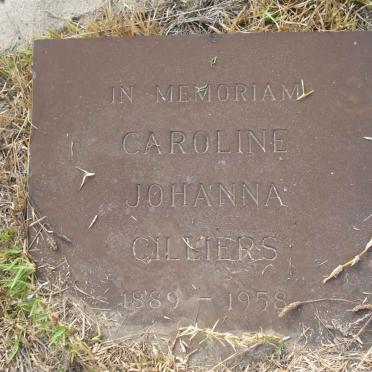 IN MEMORIAM
CAROLINE
JOHANNA
CILLIERS
1889 - 1958